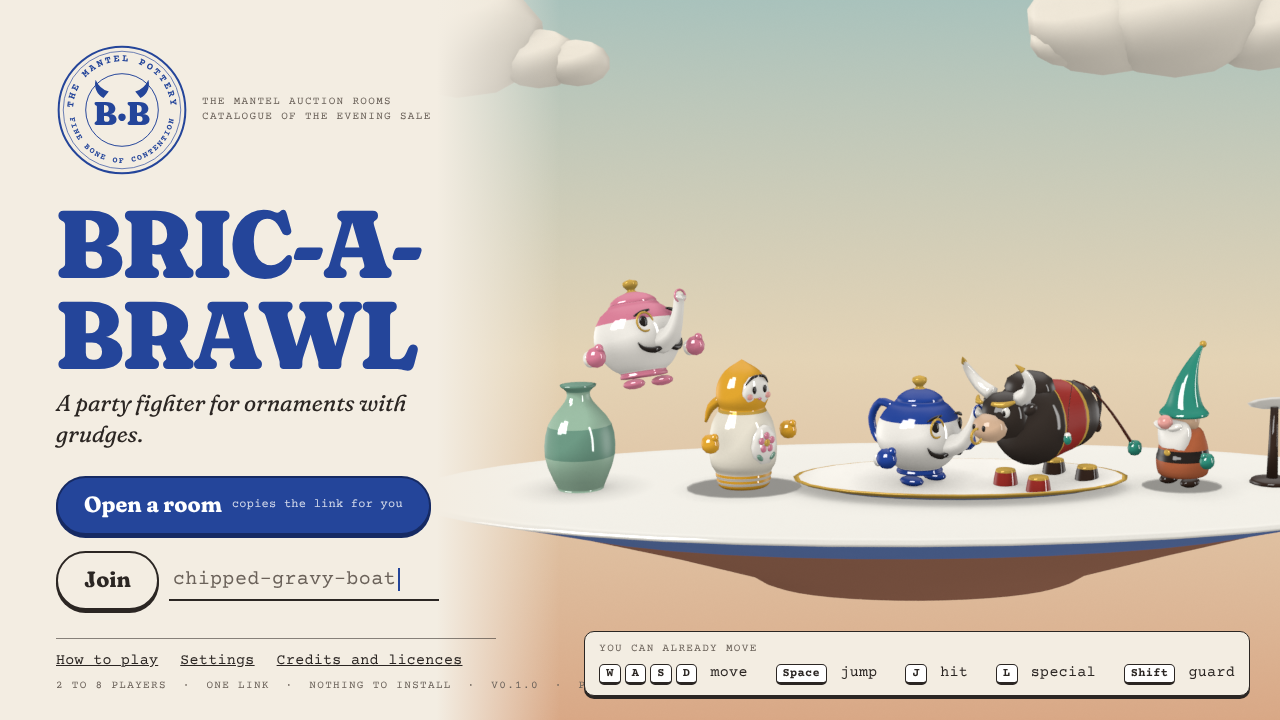 THE MANTEL POTTERY
B•B
FINE BONE OF CONTENTION
THE MANTEL AUCTION ROOMS
CATALOGUE OF THE EVENING SALE
BRIC-A-
BRAWL
A party fighter for ornaments with
grudges.
Open a room copies the link for you
Join chipped-gravy-boat
How to play Settings Credits and licences
2 TO 8 PLAYERS · ONE LINK · NOTHING TO INSTALL · V0.1.0 ·
YOU CAN ALREADY MOVE
W A S D move Space jump J hit L special Shift guard